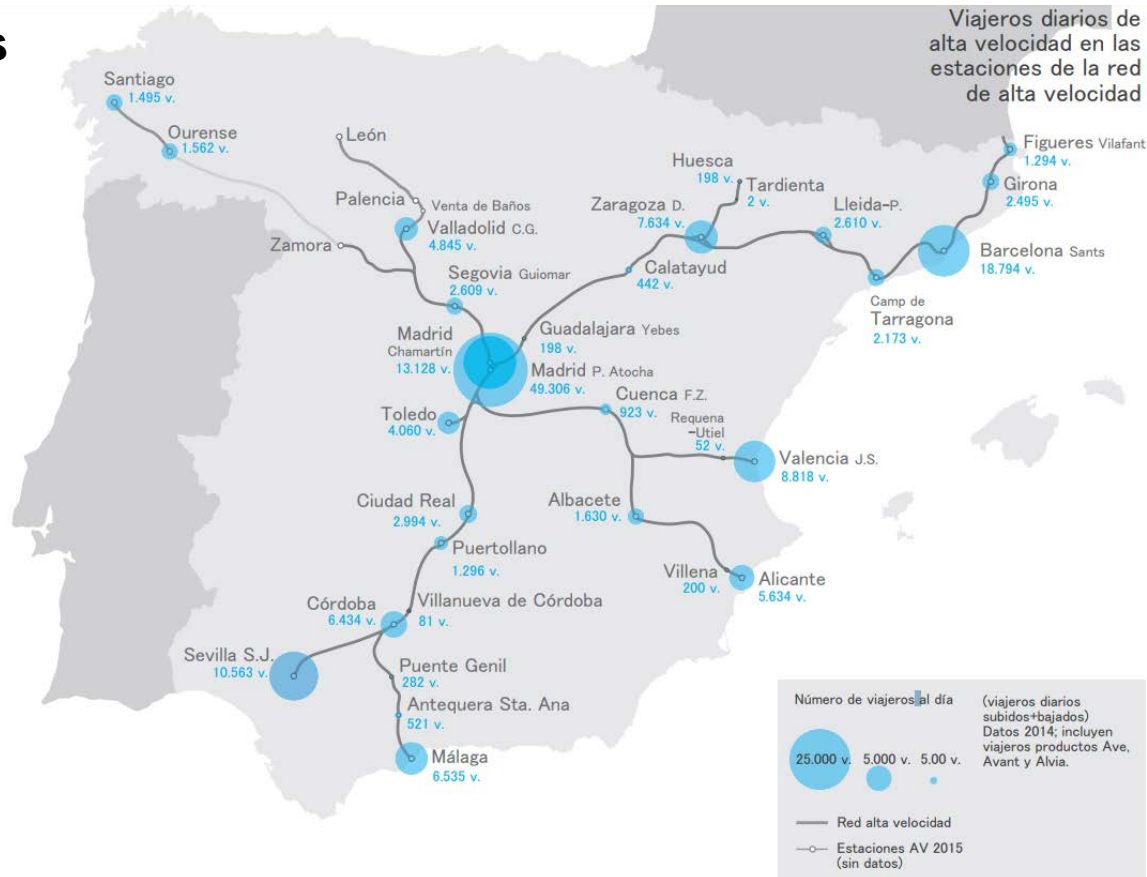 s
Viajeros diarios de
alta velocidad en las
estaciones de la red
de alta velocidad
Santiago
1.495 v.
Ourense
1.562 v.
León
Palencia
Venta de Baños
Valladolid C.G.
4.845 v.
Zamora
Segovia Guiomar
2.609 v.
Huesca
198 v.
Tardienta
2 v.
Zaragoza D.
7.634 v.
Lleida-P.
2.610 v.
Figueres Vilafant
1.294 v.
Girona
2.495 v.
Barcelona Sants
18.794 v.
Calatayud
442 v.
Camp de
Tarragona
2.173 v.
Madrid
Chamartín
13.128 v.
Guadalajara Yebes
198 v.
Madrid P. Atocha
49.306 v.
Toledo
4.060 v.
Cuenca F.Z.
923 v.
Requena
-Utiel
52 v.
Valencia J.S.
8.818 v.
Ciudad Real
2.994 v.
Albacete
1.630 v.
Puertollano
1.296 v.
Villena
200 v.
Alicante
5.634 v.
Córdoba
6.434 v.
Villanueva de Córdoba
81 v.
Sevilla S.J.
10.563 v.
Puente Genil
282 v.
Antequera Sta. Ana
521 v.
Málaga
6.535 v.
Número de viajeros al día
25.000 v.
5.000 v.
5.00 v.
(viajeros diarios
subidos+bajados)
Datos 2014; incluyen
viajeros productos Ave,
Avant y Alvia.
Red alta velocidad
Estaciones AV 2015
(sin datos)